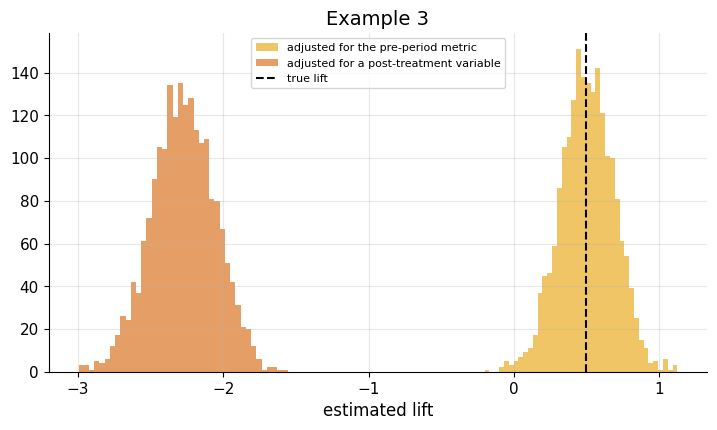 Example 3
adjusted for the pre-period metric
adjusted for a post-treatment variable
true lift
140
120
100
80
60
40
20
0
−3 −2 −1 0 1
estimated lift